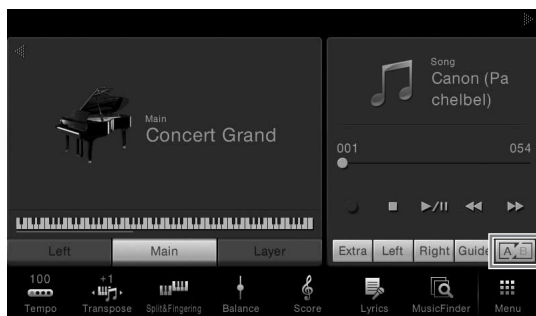 Main
Concert Grand
Left
Main
Layer
Song
Canon (Pa
chelbel)
001
054
Extra
Left
Right
Guide
A B
100
Tempo
+1
Transpose
Split&Fingering
Balance
Score
Lyrics
MusicFinder
Menu